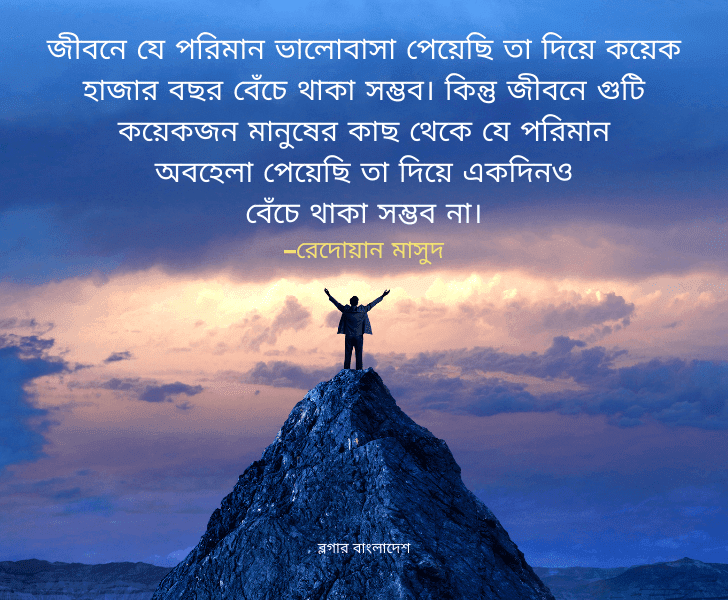 জীবনে যে পরিমান ভালোবাসা পেয়েছি তা দিয়ে কয়েক
হাজার বছর বেঁচে থাকা সম্ভব। কিন্তু জীবনে গুটি
কয়েকজন মানুষের কাছ থেকে যে পরিমান
অবহেলা পেয়েছি তা দিয়ে একদিনও
বেঁচে থাকা সম্ভব না।
–রেদোয়ান মাসুদ
ব্লগার বাংলাদেশ